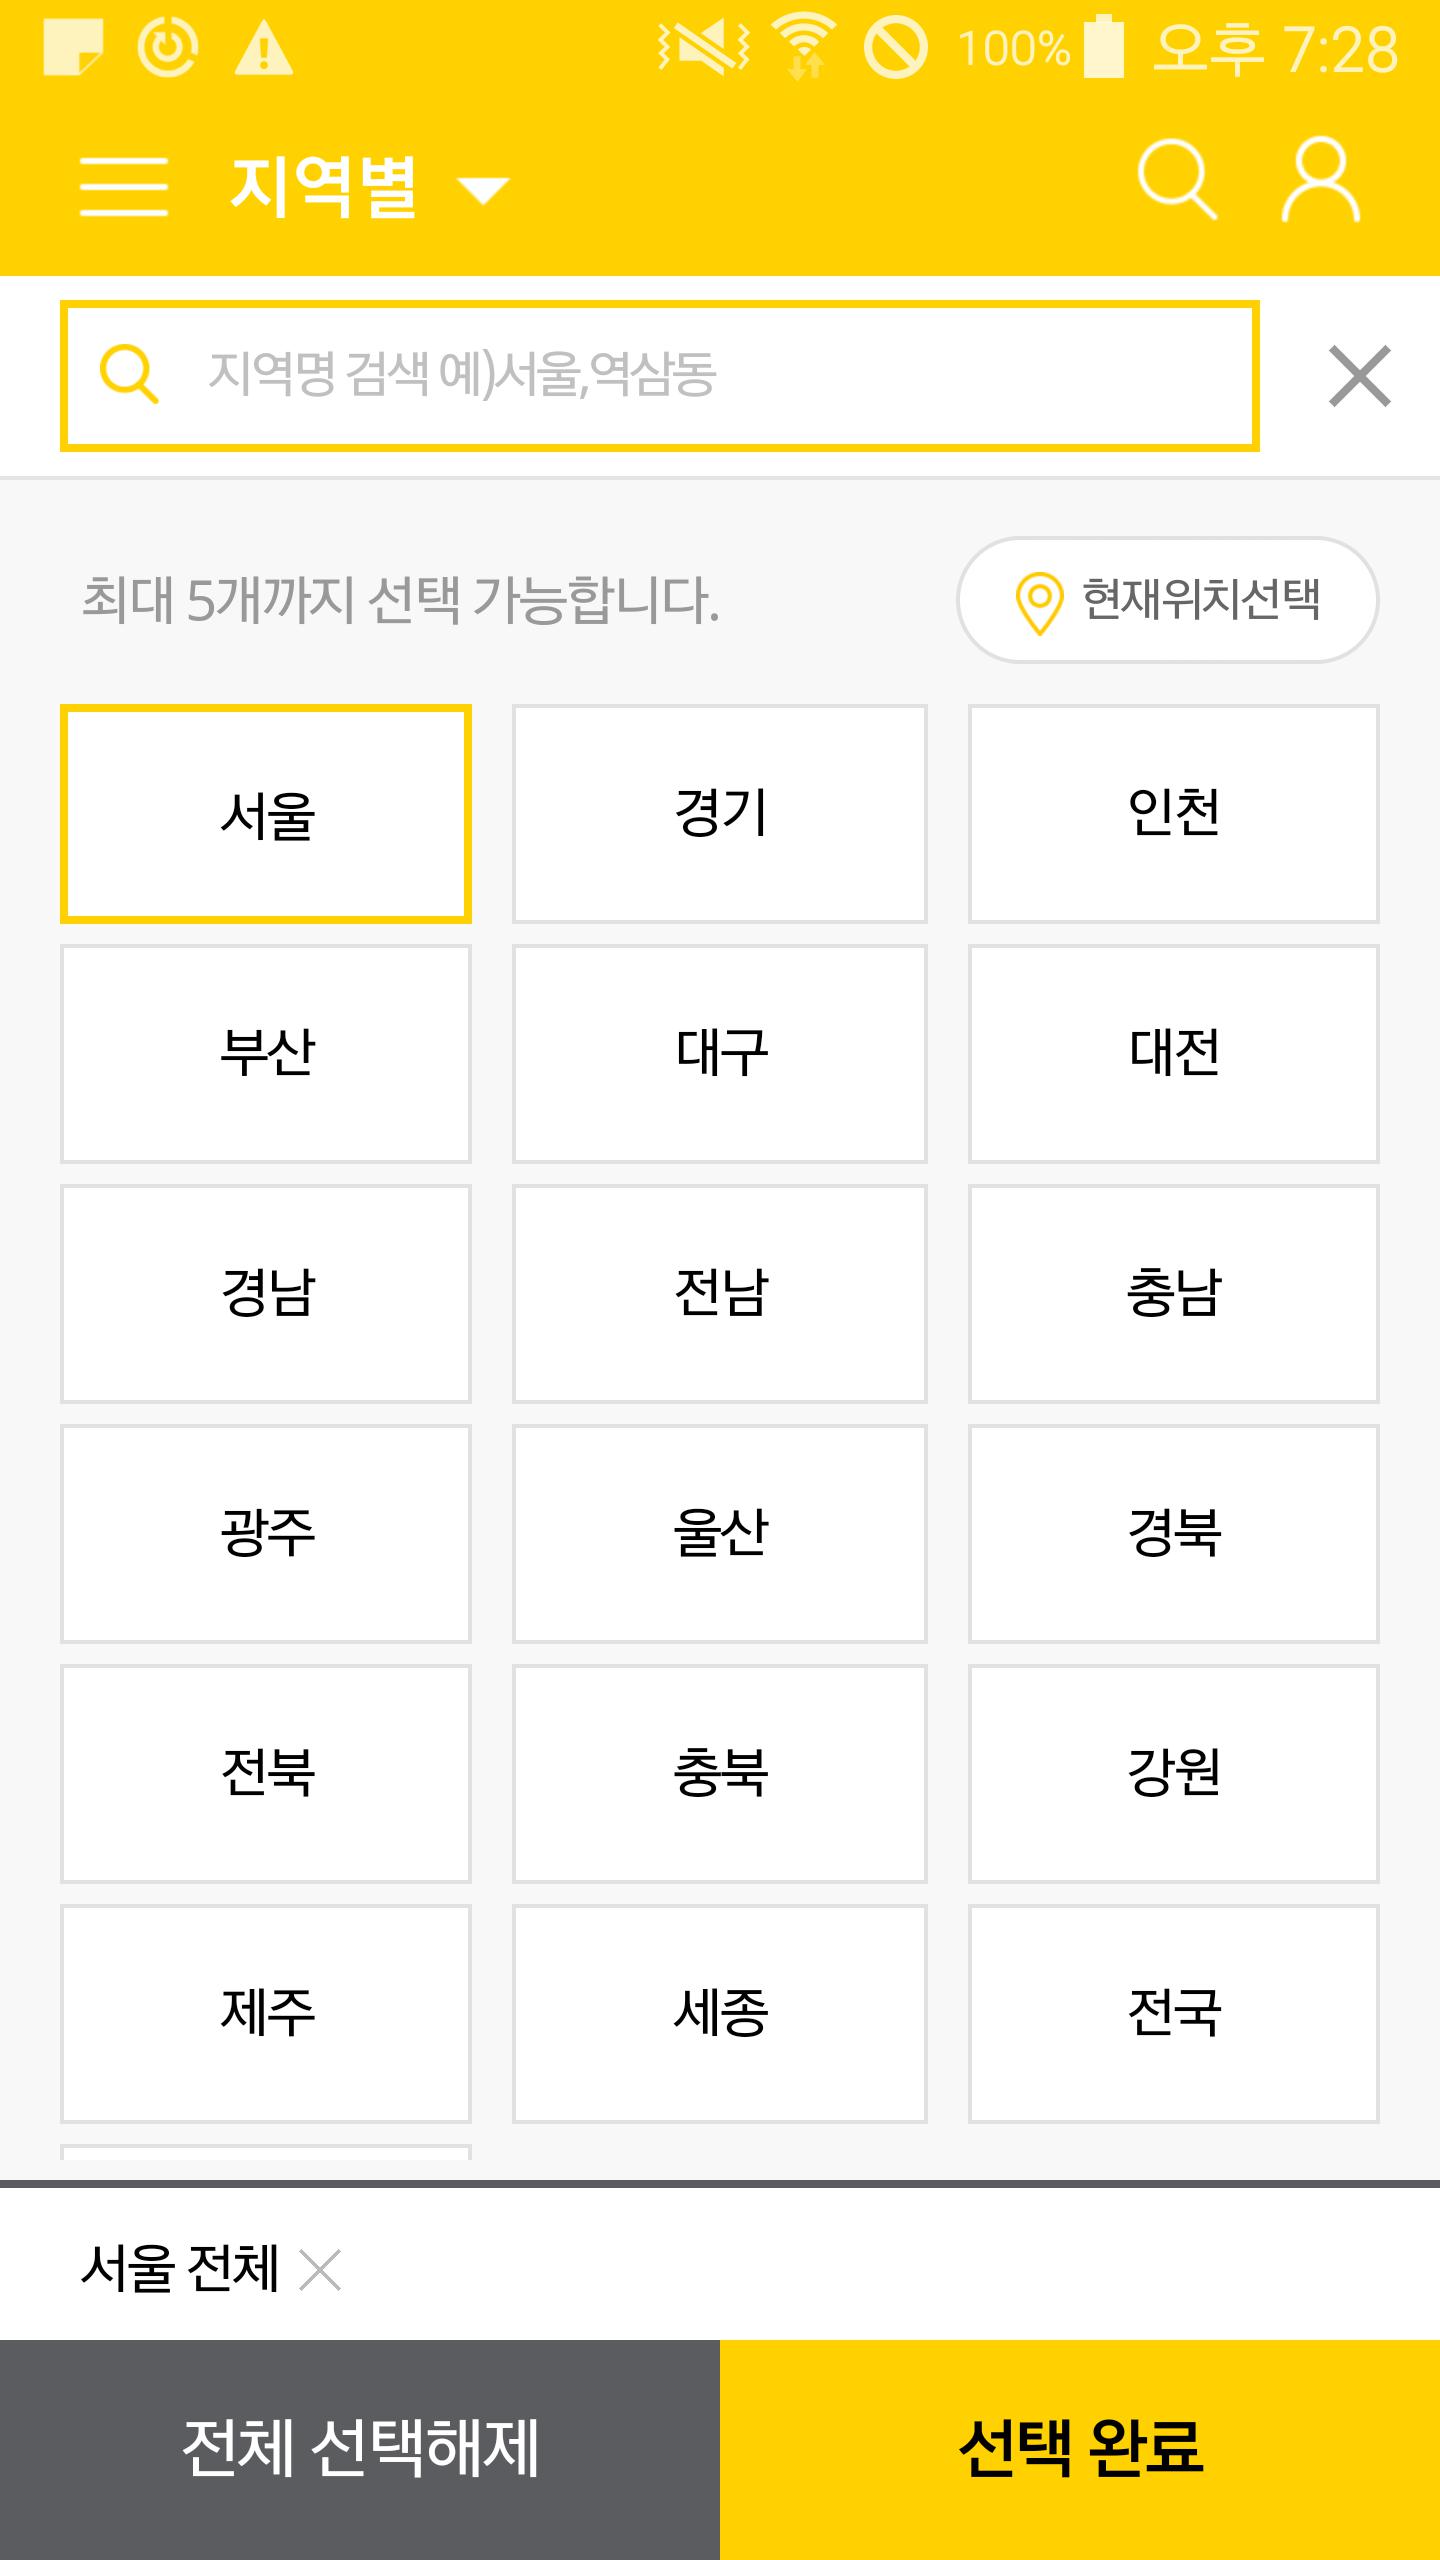 100% 오후 7:28
지역별
지역명 검색 예)서울,역삼동
최대 5개까지 선택 가능합니다. 현재위치선택
서울 경기 인천
부산 대구 대전
경남 전남 충남
광주 울산 경북
전북 충북 강원
제주 세종 전국
서울 전체
전체 선택해제 선택 완료